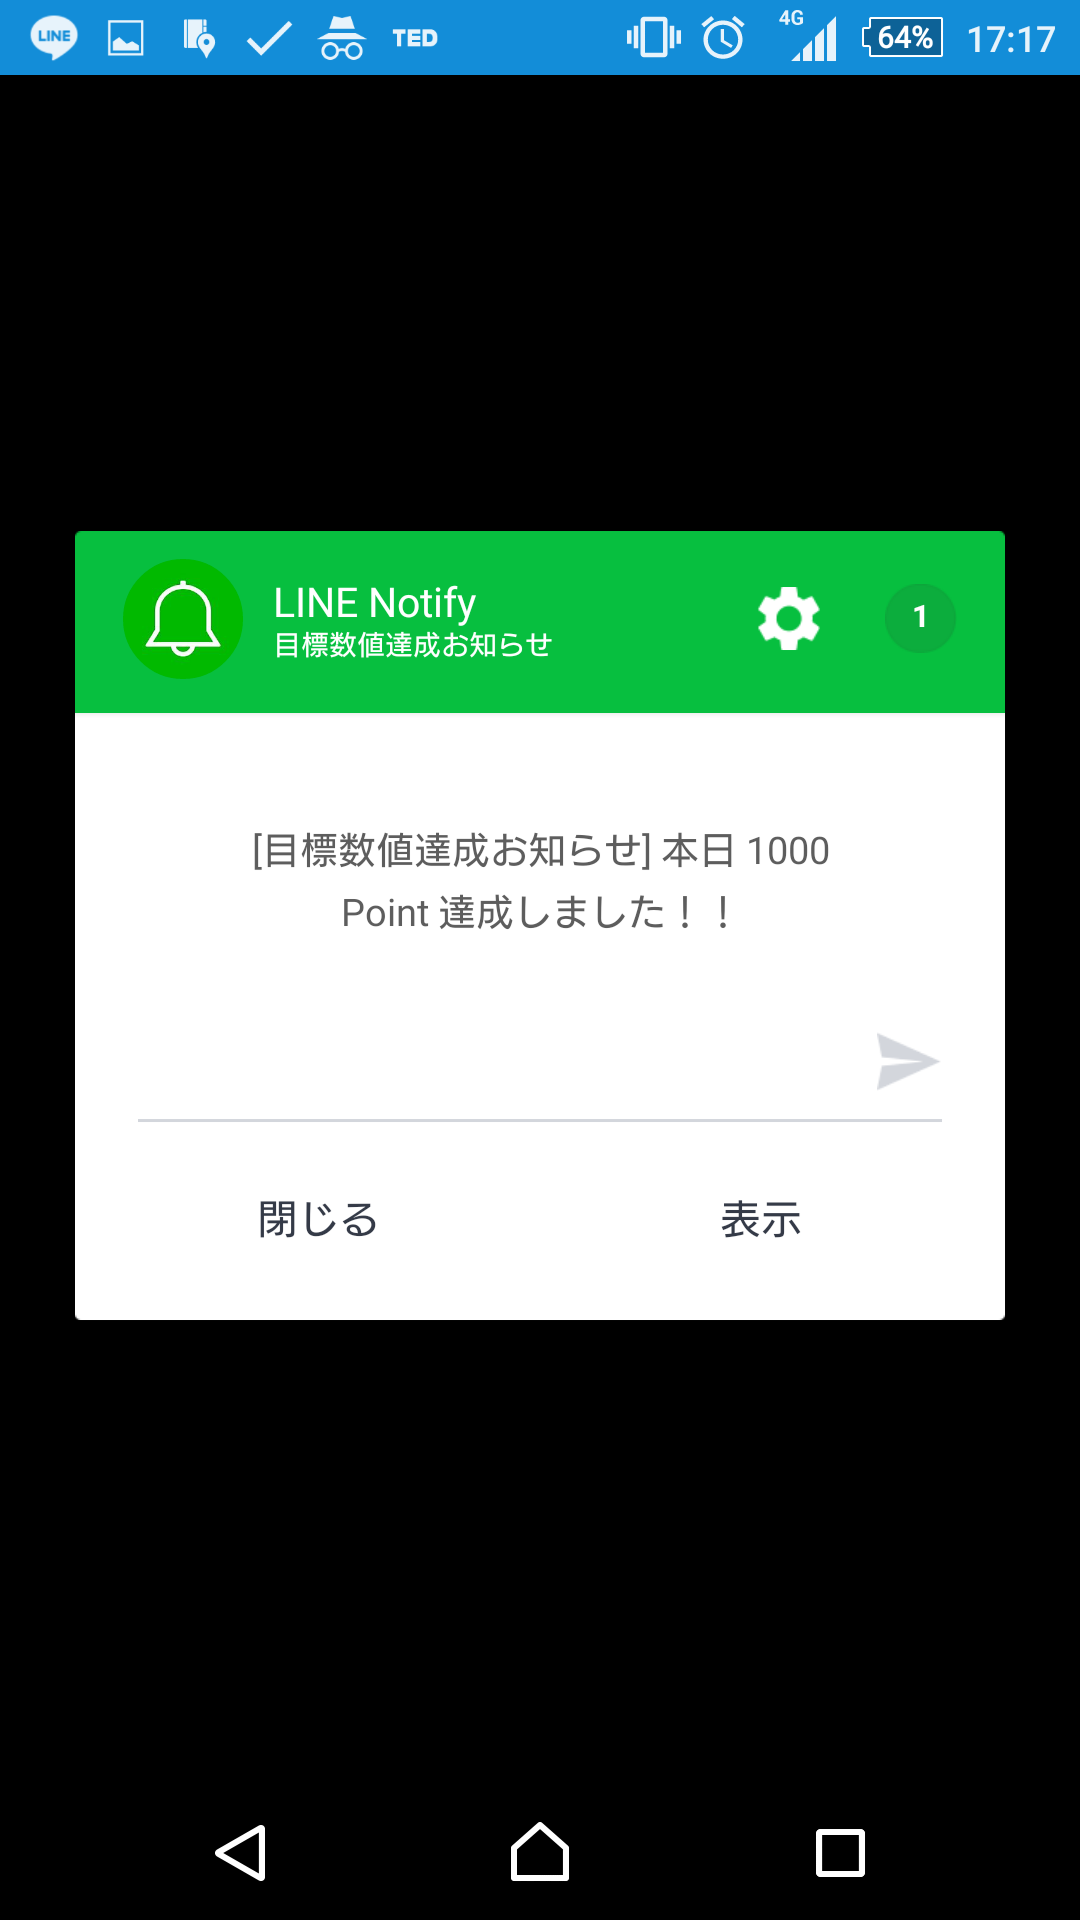 LINE TED 4G 64% 17:17
LINE Notify
目標数値達成お知らせ
1
[目標数値達成お知らせ] 本日 1000
Point 達成しました！！
閉じる 表示